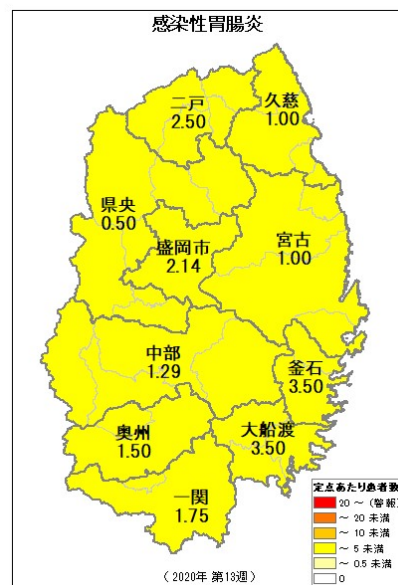 感染性胃腸炎
二戸
2.50
久慈
1.00
県央
0.50
盛岡市
2.14
宮古
1.00
中部
1.29
釜石
3.50
奥州
1.50
大船渡
3.50
一関
1.75
定点あたり患者数
20 ～ (警報)
～ 20 未満
～ 10 未満
～ 5 未満
～ 0.5 未満
0
(2020年 第13週)